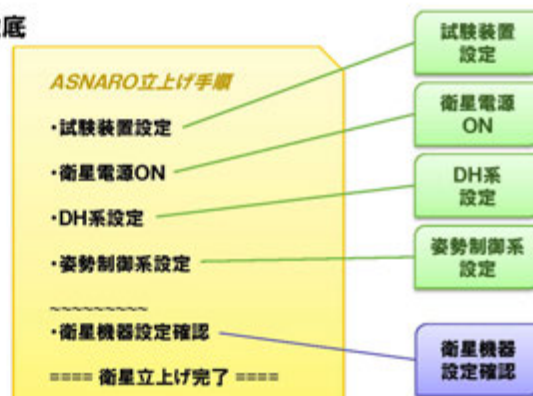 底
ASNARO立上げ手順
・試験装置設定
・衛星電源ON
・DH系設定
・姿勢制御系設定
~~~~~~~~~
・衛星機器設定確認
==== 衛星立上げ完了 ====
試験装置
設定
衛星電源
ON
DH系
設定
姿勢制御系
設定
衛星機器
設定確認